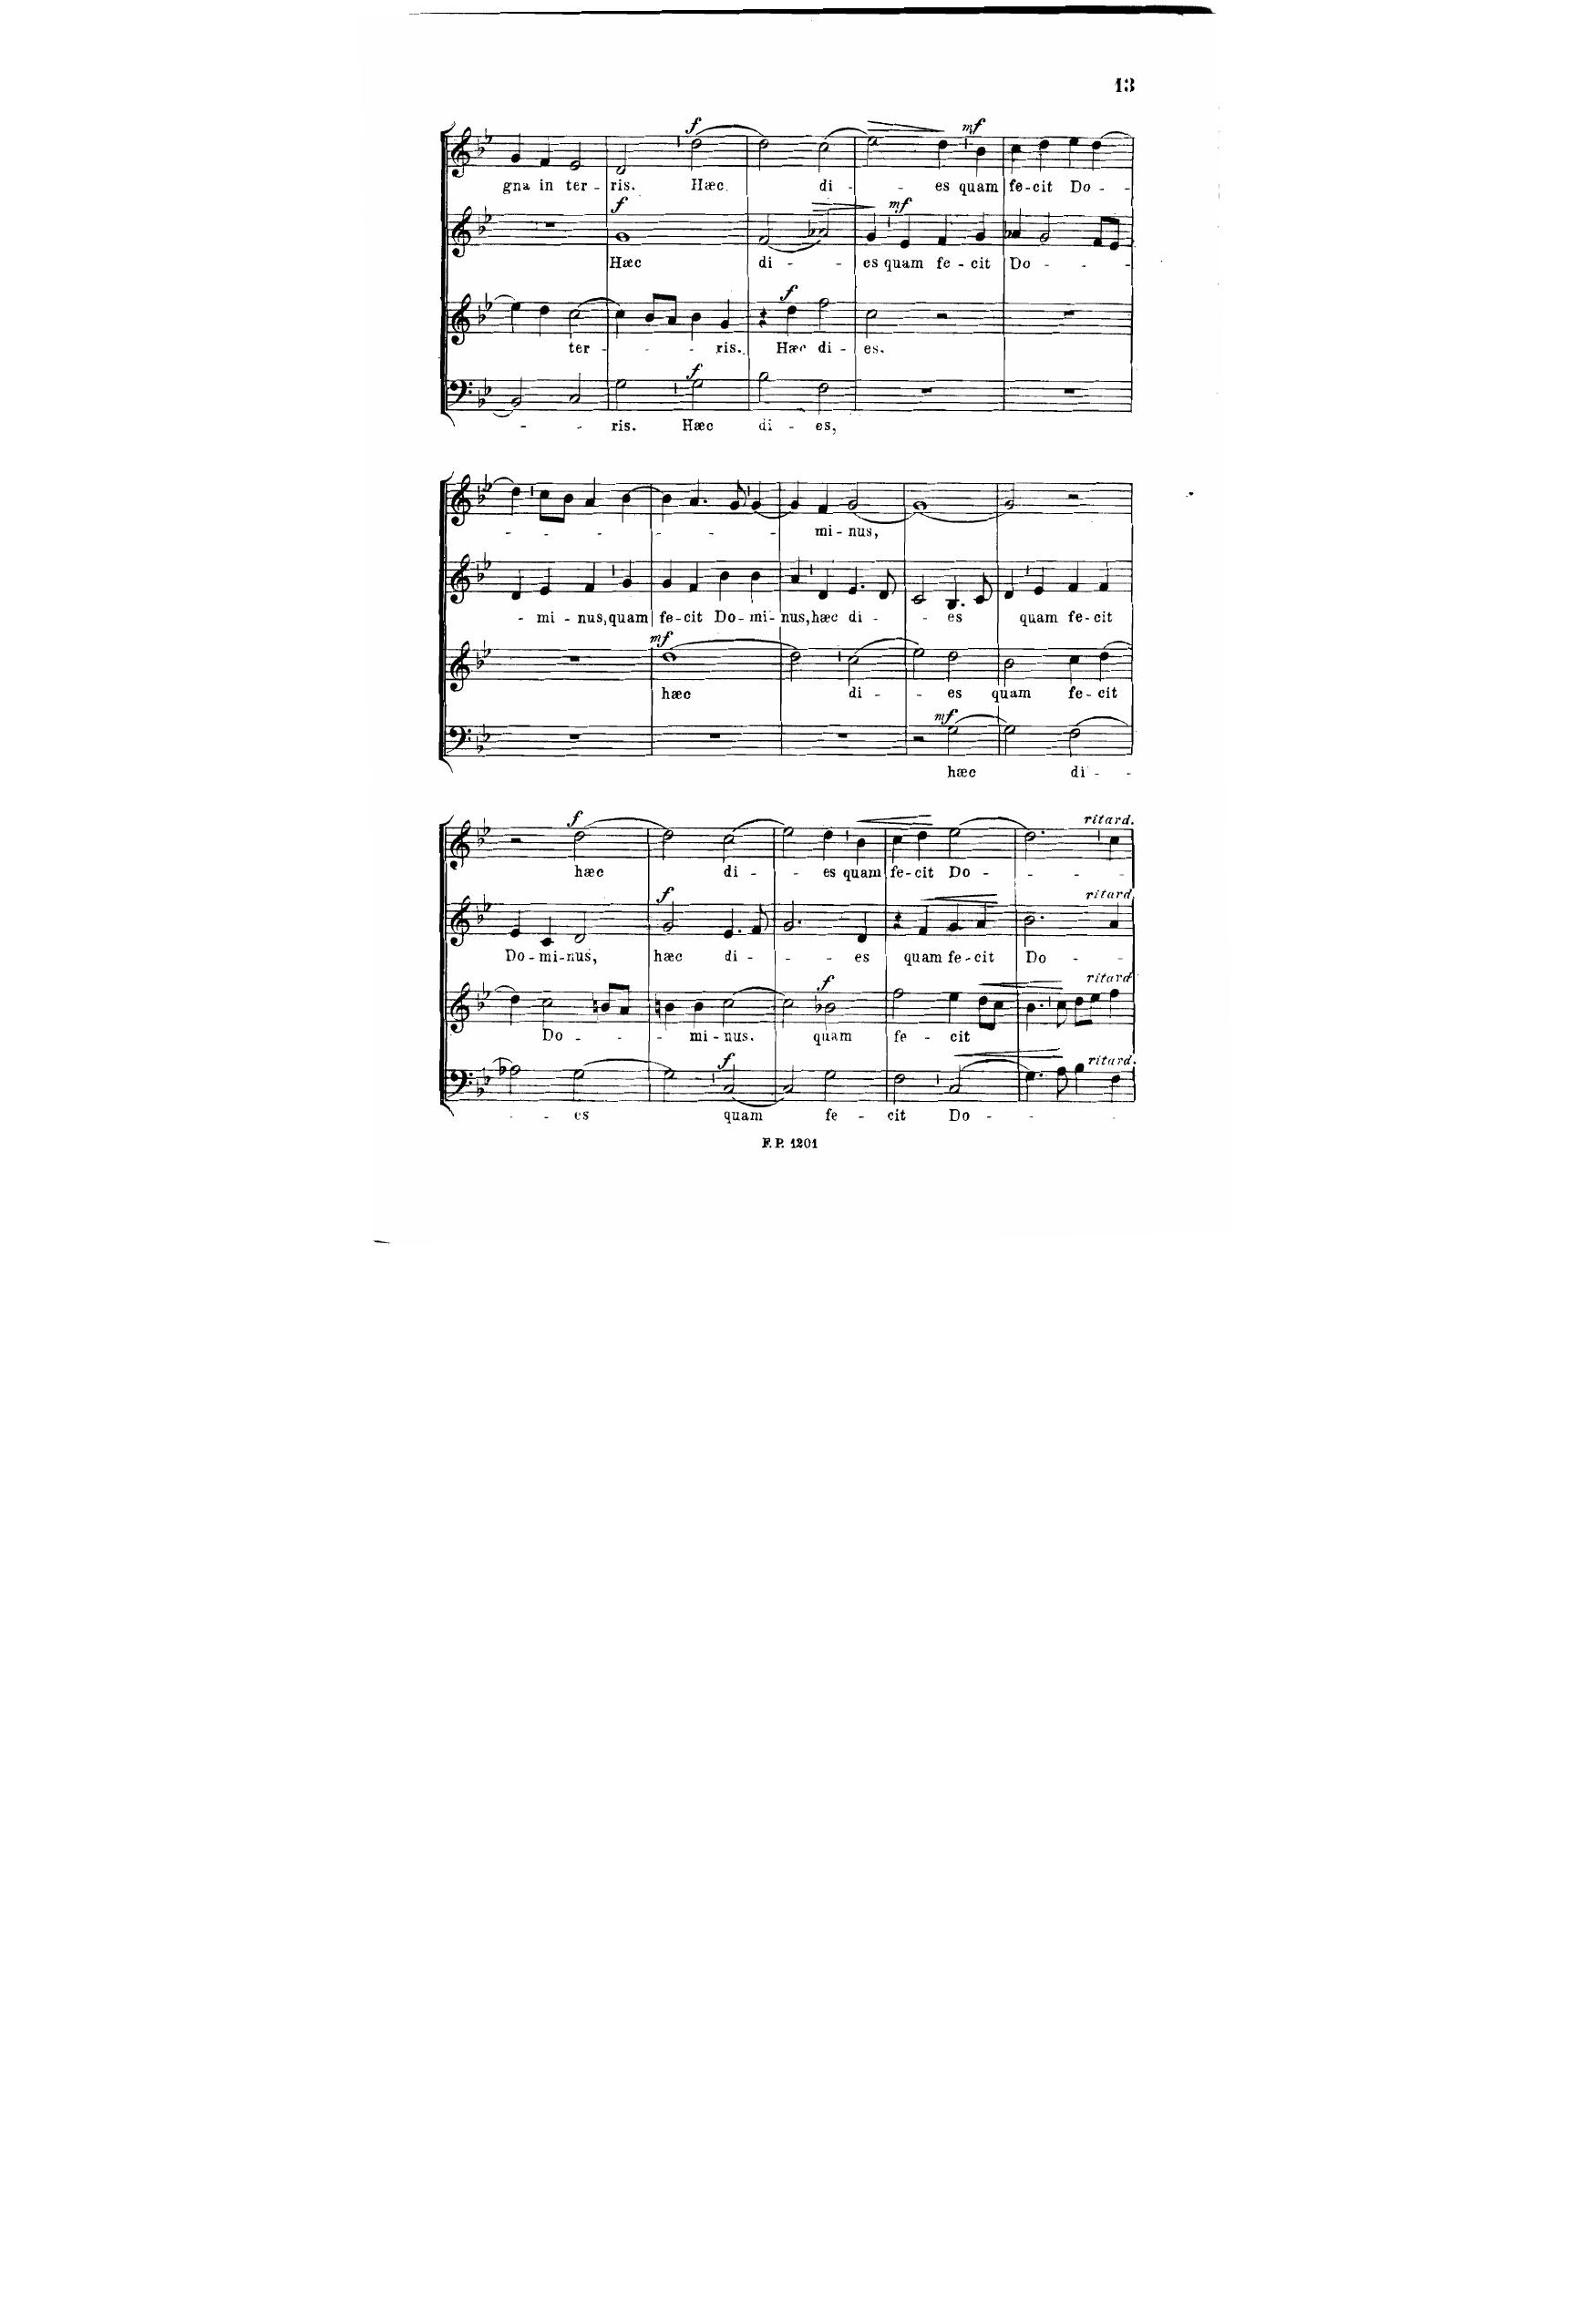 13
f mf
gna in ter - ris. Hæc di - - es quam fe - cit Do - -
f mf
Hæc di - - es quam fe - cit Do - - -
f
ter - - - ris. Hæc di - es.
f
- - ris. Hæc di - es,
- - - - - - mi - nus,
- mi - nus, quam fe - cit Do - mi - nus, hæc di - - es quam fe - cit
mf
hæc di - - es quam fe - cit
mf
hæc di - -
f ritard.
hæc di - - es quam fe - cit Do - - -
f ritard.
Do - mi - nus, hæc di - - - es quam fe - cit Do - -
f ritard
Do - - - mi - nus. quam fe - cit
f ritard.
- - es quam fe - cit Do - - -
F. P. 1201